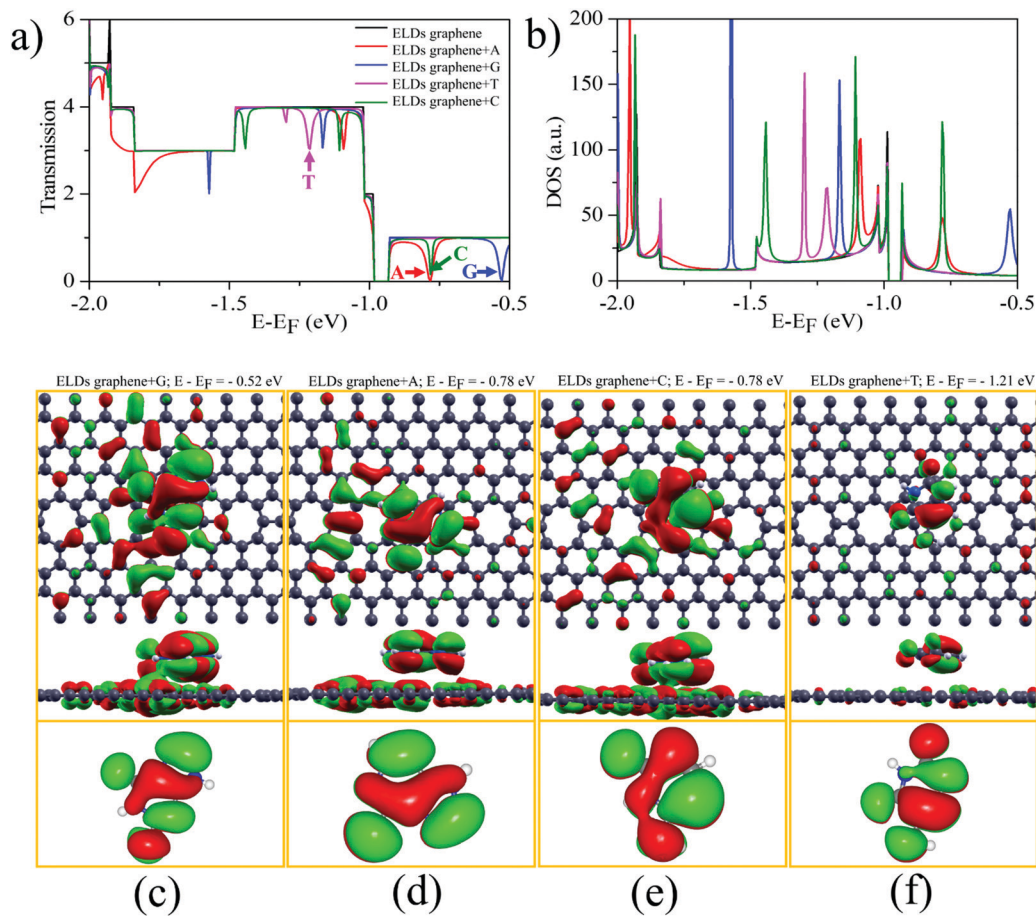 a)
Transmission
6
4
2
0
ELDs graphene
ELDs graphene+A
ELDs graphene+G
ELDs graphene+T
ELDs graphene+C
T
A
C
G
-2.0 -1.5 -1.0 -0.5
E-EF (eV)
b)
DOS (a.u.)
200
150
100
50
0
-2.0 -1.5 -1.0 -0.5
E-EF (eV)
ELDs graphene+G; E - EF = - 0.52 eV
ELDs graphene+A; E - EF = - 0.78 eV
ELDs graphene+C; E - EF = - 0.78 eV
ELDs graphene+T; E - EF = - 1.21 eV
(c) (d) (e) (f)